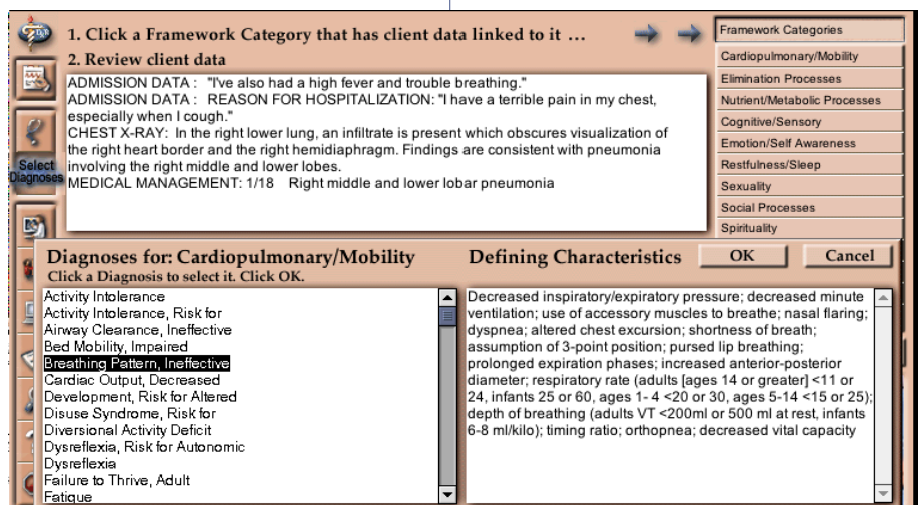 1. Click a Framework Category that has client data linked to it ...
2. Review client data
ADMISSION DATA : "I've also had a high fever and trouble breathing."
ADMISSION DATA : REASON FOR HOSPITALIZATION: "I have a terrible pain in my chest,
especially when I cough."
CHEST X-RAY: In the right lower lung, an infiltrate is present which obscures visualization of
the right heart border and the right hemidiaphragm. Findings are consistent with pneumonia
involving the right middle and lower lobes.
MEDICAL MANAGEMENT: 1/18 Right middle and lower lobar pneumonia
Framework Categories
Cardiopulmonary/Mobility
Elimination Processes
Nutrient/Metabolic Processes
Cognitive/Sensory
Emotion/Self Awareness
Restfulness/Sleep
Sexuality
Social Processes
Spirituality
Select
Diagnoses
Diagnoses for: Cardiopulmonary/Mobility
Click a Diagnosis to select it. Click OK.
Activity Intolerance
Activity Intolerance, Risk for
Airway Clearance, Ineffective
Bed Mobility, Impaired
Breathing Pattern, Ineffective
Cardiac Output, Decreased
Development, Risk for Altered
Disuse Syndrome, Risk for
Diversional Activity Deficit
Dysreflexia, Risk for Autonomic
Dysreflexia
Failure to Thrive, Adult
Fatigue
Defining Characteristics
OK
Cancel
Decreased inspiratory/expiratory pressure; decreased minute
ventilation; use of accessory muscles to breathe; nasal flaring;
dyspnea; altered chest excursion; shortness of breath;
assumption of 3-point position; pursed lip breathing;
prolonged expiration phases; increased anterior-posterior
diameter; respiratory rate (adults [ages 14 or greater] <11 or
24, infants 25 or 60, ages 1- 4 <20 or 30, ages 5-14 <15 or 25);
depth of breathing (adults VT <200ml or 500 ml at rest, infants
6-8 ml/kilo); timing ratio; orthopnea; decreased vital capacity